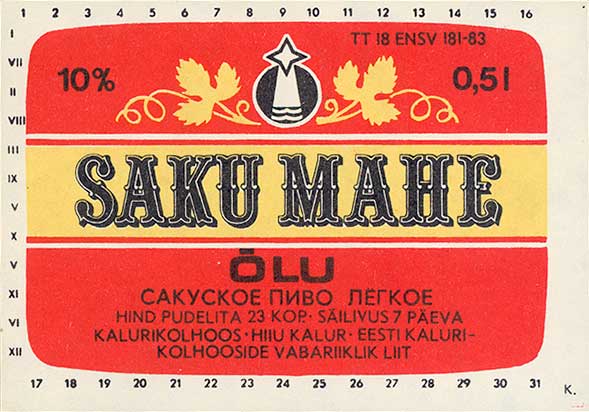 1 2 3 4 5 6 7 8 9 10 11 12 13 14 15 16
I
VII
II
VIII
III
IX
IV
X
V
XI
VI
XII
TT 18 ENSV 181-83
10% 0,5l
SAKU MAHE
ÕLU
САКУСКОЕ ПИВО ЛЁГКОЕ
HIND PUDELITA 23 KOP · SÄILIVUS 7 PÄEVA
KALURIKOLHOOS · HIIU KALUR · EESTI KALURI-
KOLHOOSIDE VABARIIKLIK LIIT
17 18 19 20 21 22 23 24 25 26 27 28 29 30 31
K.